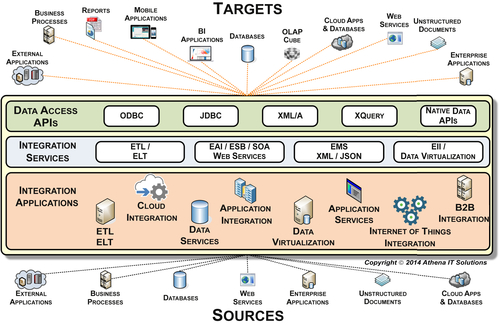 TARGETS
BUSINESS
PROCESSES
REPORTS
MOBILE
APPLICATIONS
BI
APPLICATIONS
DATABASES
OLAP
CUBE
CLOUD APPS
& DATABASES
WEB
SERVICES
UNSTRUCTURED
DOCUMENTS
EXTERNAL
APPLICATIONS
ENTERPRISE
APPLICATIONS
DATA ACCESS
APIS
ODBC
JDBC
XML/A
XQUERY
NATIVE DATA
APIS
INTEGRATION
SERVICES
ETL /
ELT
EAI / ESB / SOA
WEB SERVICES
EMS
XML / JSON
EII /
DATA VIRTUALIZATION
INTEGRATION
APPLICATIONS
ETL
ELT
CLOUD
INTEGRATION
DATA
SERVICES
APPLICATION
INTEGRATION
DATA
VIRTUALIZATION
APPLICATION
SERVICES
INTERNET OF THINGS
INTEGRATION
B2B
INTEGRATION
Copyright © 2014 Athena IT Solutions
EXTERNAL
APPLICATIONS
BUSINESS
PROCESSES
DATABASES
WEB
SERVICES
ENTERPRISE
APPLICATIONS
UNSTRUCTURED
DOCUMENTS
CLOUD APPS
& DATABASES
SOURCES